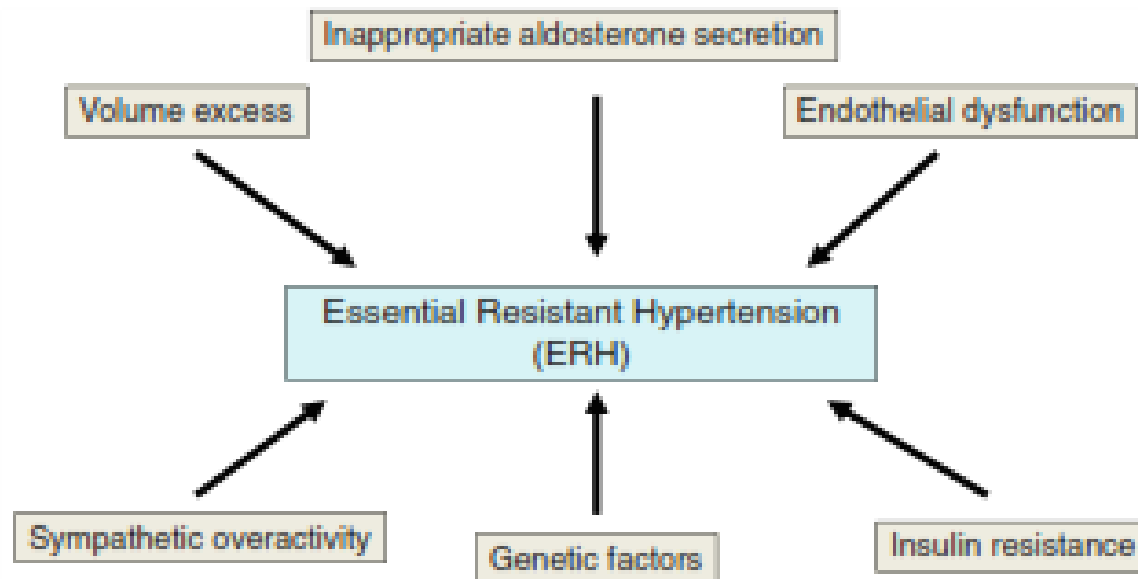 Inappropriate aldosterone secretion
Volume excess
Endothelial dysfunction
Essential Resistant Hypertension
(ERH)
Sympathetic overactivity
Genetic factors
Insulin resistance